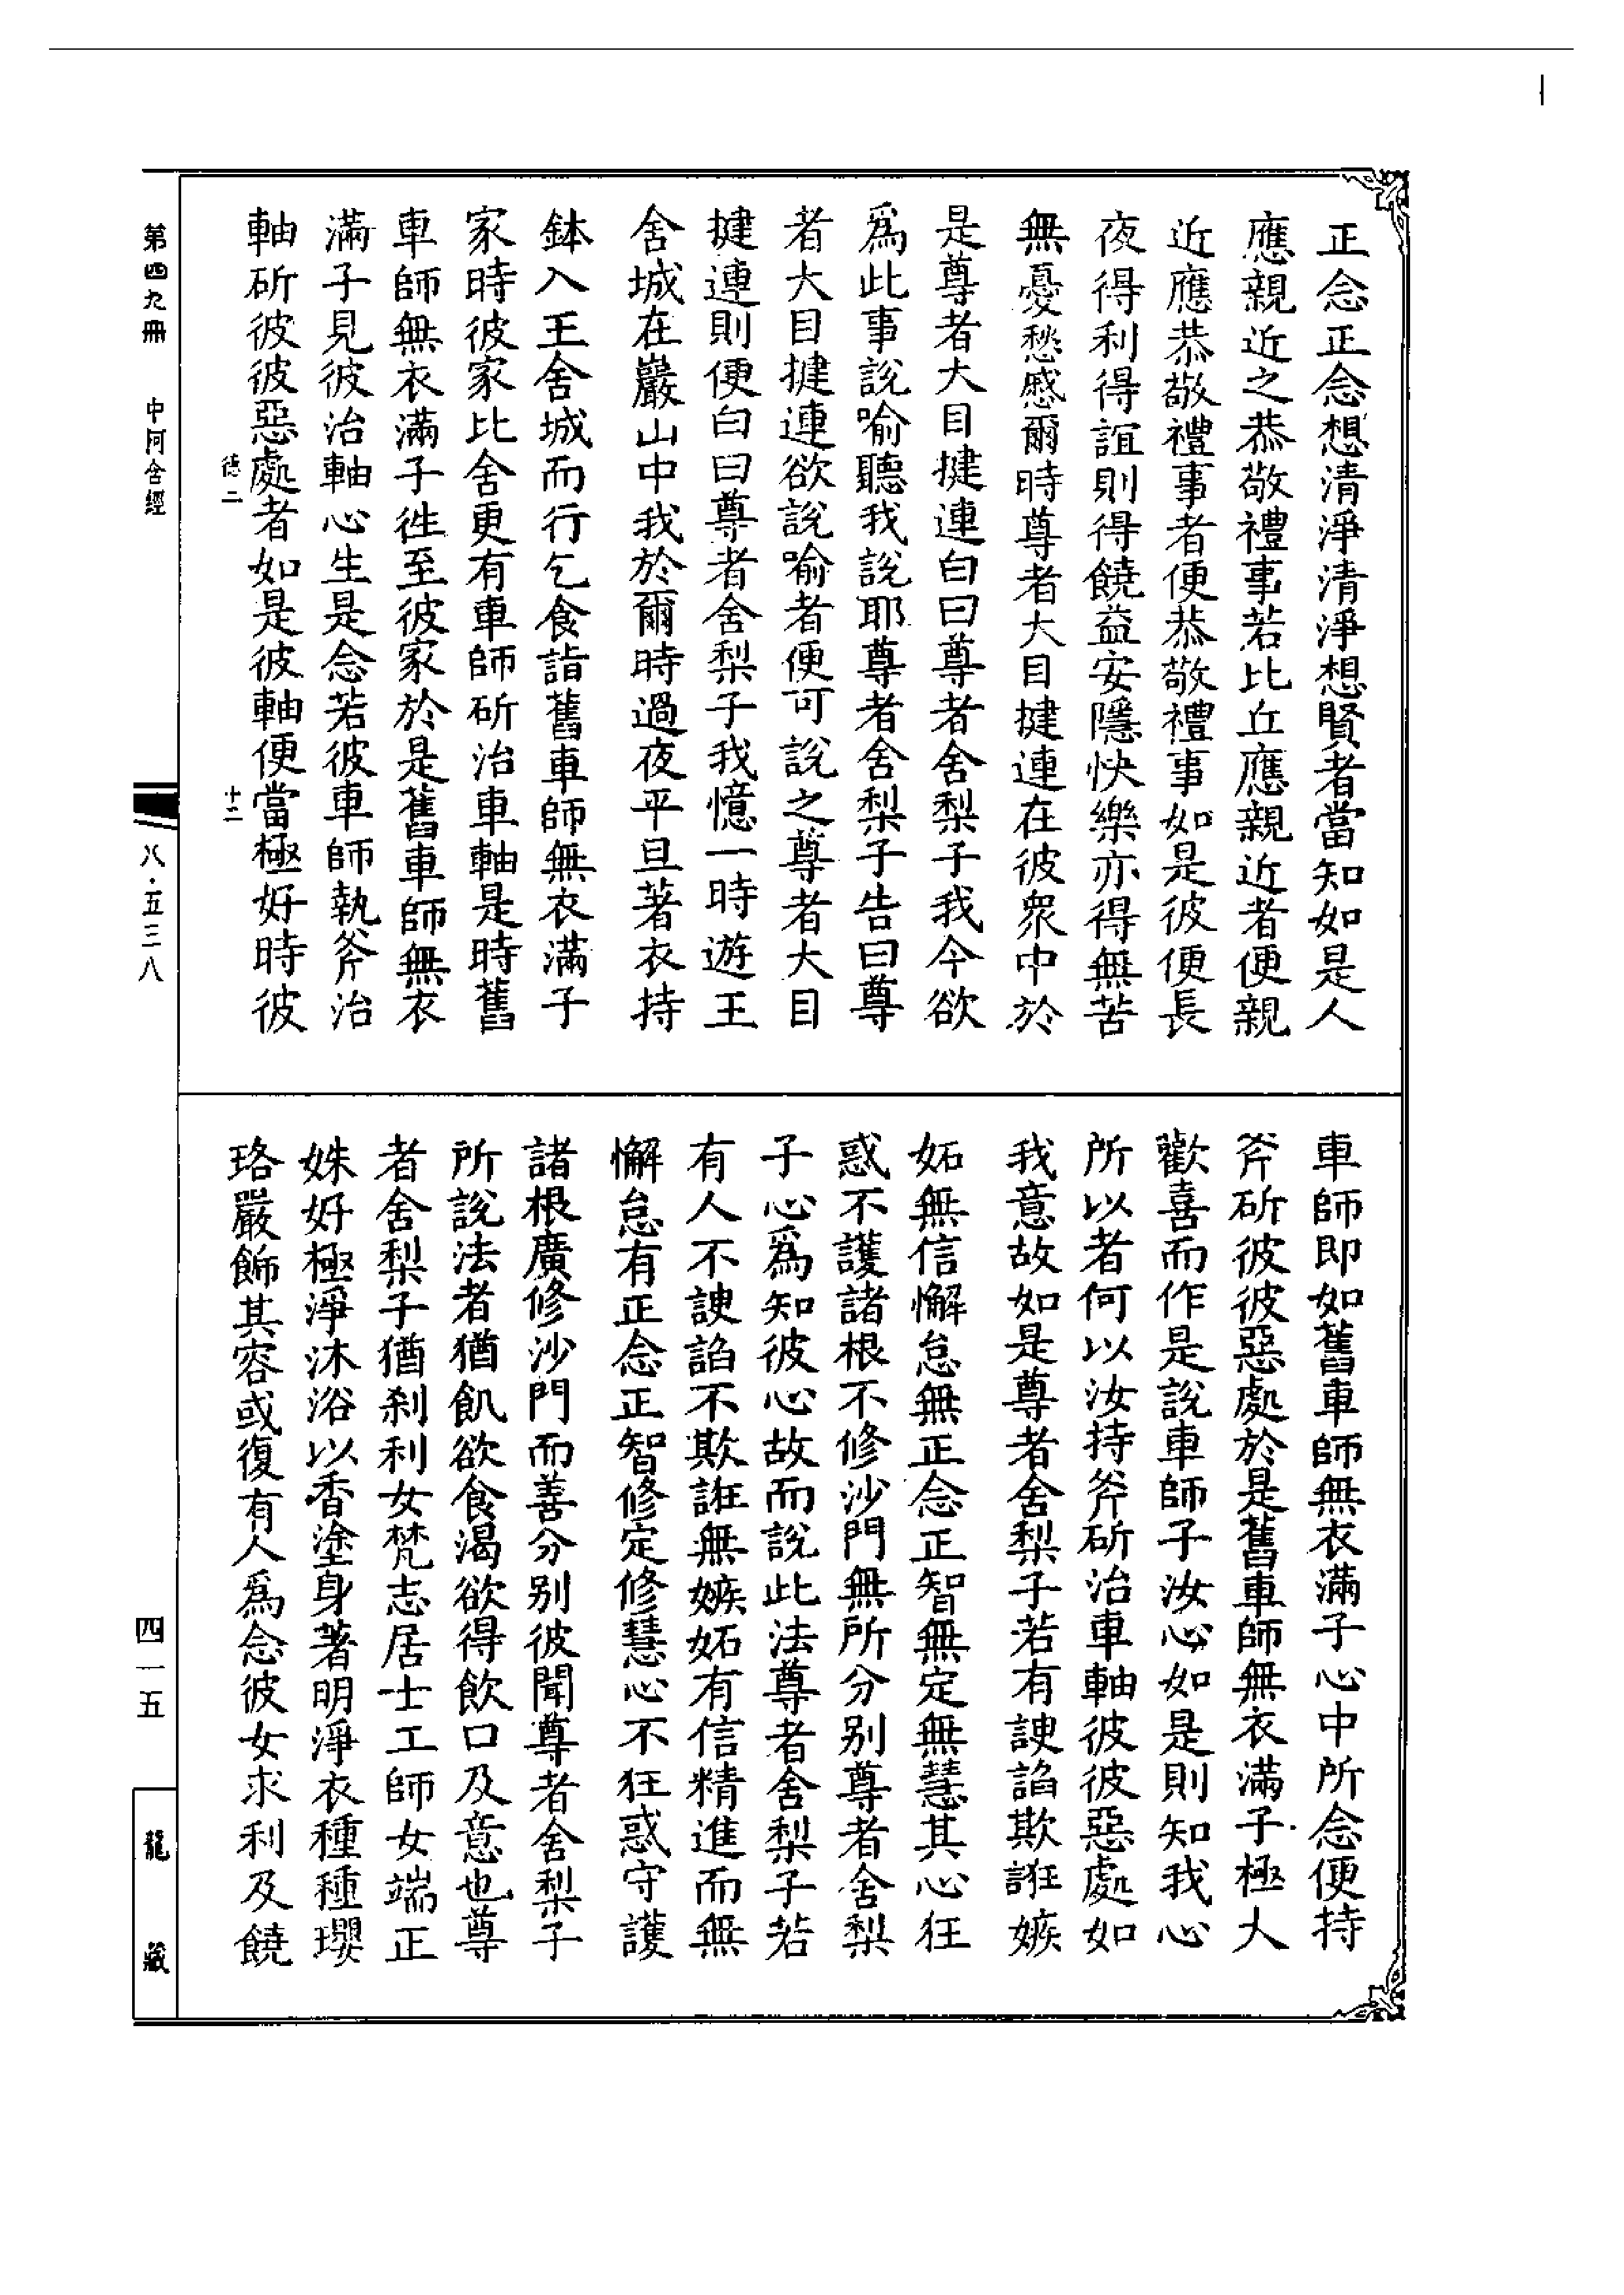 正念正念想清淨清淨想賢者當知如是人
應親近之恭敬禮事若比丘應親近者便親
近應恭敬禮事者便恭敬禮事如是彼便長
夜得利得誼則得饒益安隱快樂亦得無苦
無憂愁慼爾時尊者大目揵連在彼衆中於
是尊者大目揵連白曰尊者舍梨子我今欲
爲此事說喻聽我說耶尊者舍梨子告曰尊
者大目揵連欲說喻者便可說之尊者大目
揵連則便白曰尊者舍梨子我憶一時遊王
舍城在巖山中我於爾時過夜平旦著衣持
鉢入王舍城而行乞食詣舊車師無衣滿子
家時彼家比舍更有車師斫治車軸是時舊
車師無衣滿子徃至彼家於是舊車師無衣
滿子見彼治軸心生是念若彼車師執斧治
軸斫彼彼惡處者如是彼軸便當極好時彼
車師即如舊車師無衣滿子心中所念便持
斧斫彼彼惡處於是舊車師無衣滿子極大
歡喜而作是說車師子汝心如是則知我心
所以者何以汝持斧斫治車軸彼彼惡處如
我意故如是尊者舍梨子若有諛諂欺誑嫉
妬無信懈怠無正念正智無定無慧其心狂
惑不護諸根不修沙門無所分别尊者舍梨
子心爲知彼心故而說此法尊者舍梨子若
有人不諛諂不欺誑無嫉妬有信精進而無
懈怠有正念正智修定修慧心不狂惑守護
諸根廣修沙門而善分别彼聞尊者舍梨子
所說法者猶飢欲食渴欲得飲口及意也尊
者舍梨子猶刹利女梵志居士工師女端正
姝好極淨沐浴以香塗身著明淨衣種種瓔
珞嚴飾其容或復有人爲念彼女求利及饒
德二
十二
第四九冊
中阿含經
八·五三八
四一五
龍藏